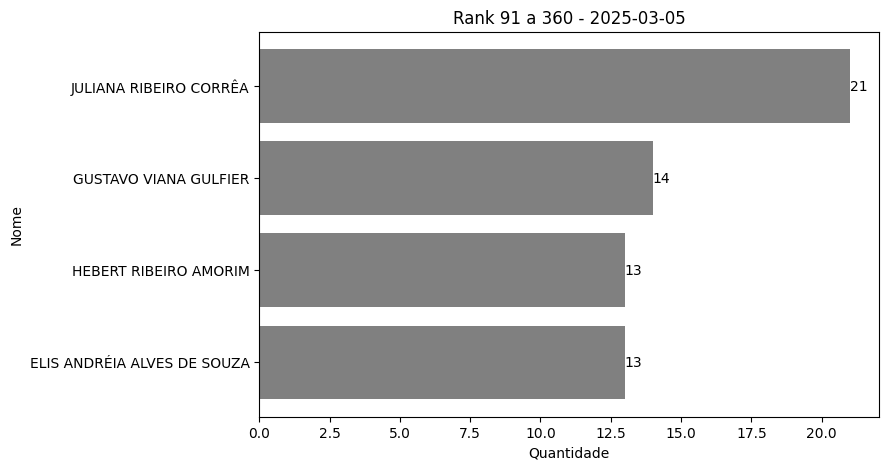 Rank 91 a 360 - 2025-03-05
JULIANA RIBEIRO CORRÊA
21
GUSTAVO VIANA GULFIER
14
HEBERT RIBEIRO AMORIM
13
ELIS ANDRÉIA ALVES DE SOUZA
13
Nome
0.0 2.5 5.0 7.5 10.0 12.5 15.0 17.5 20.0
Quantidade